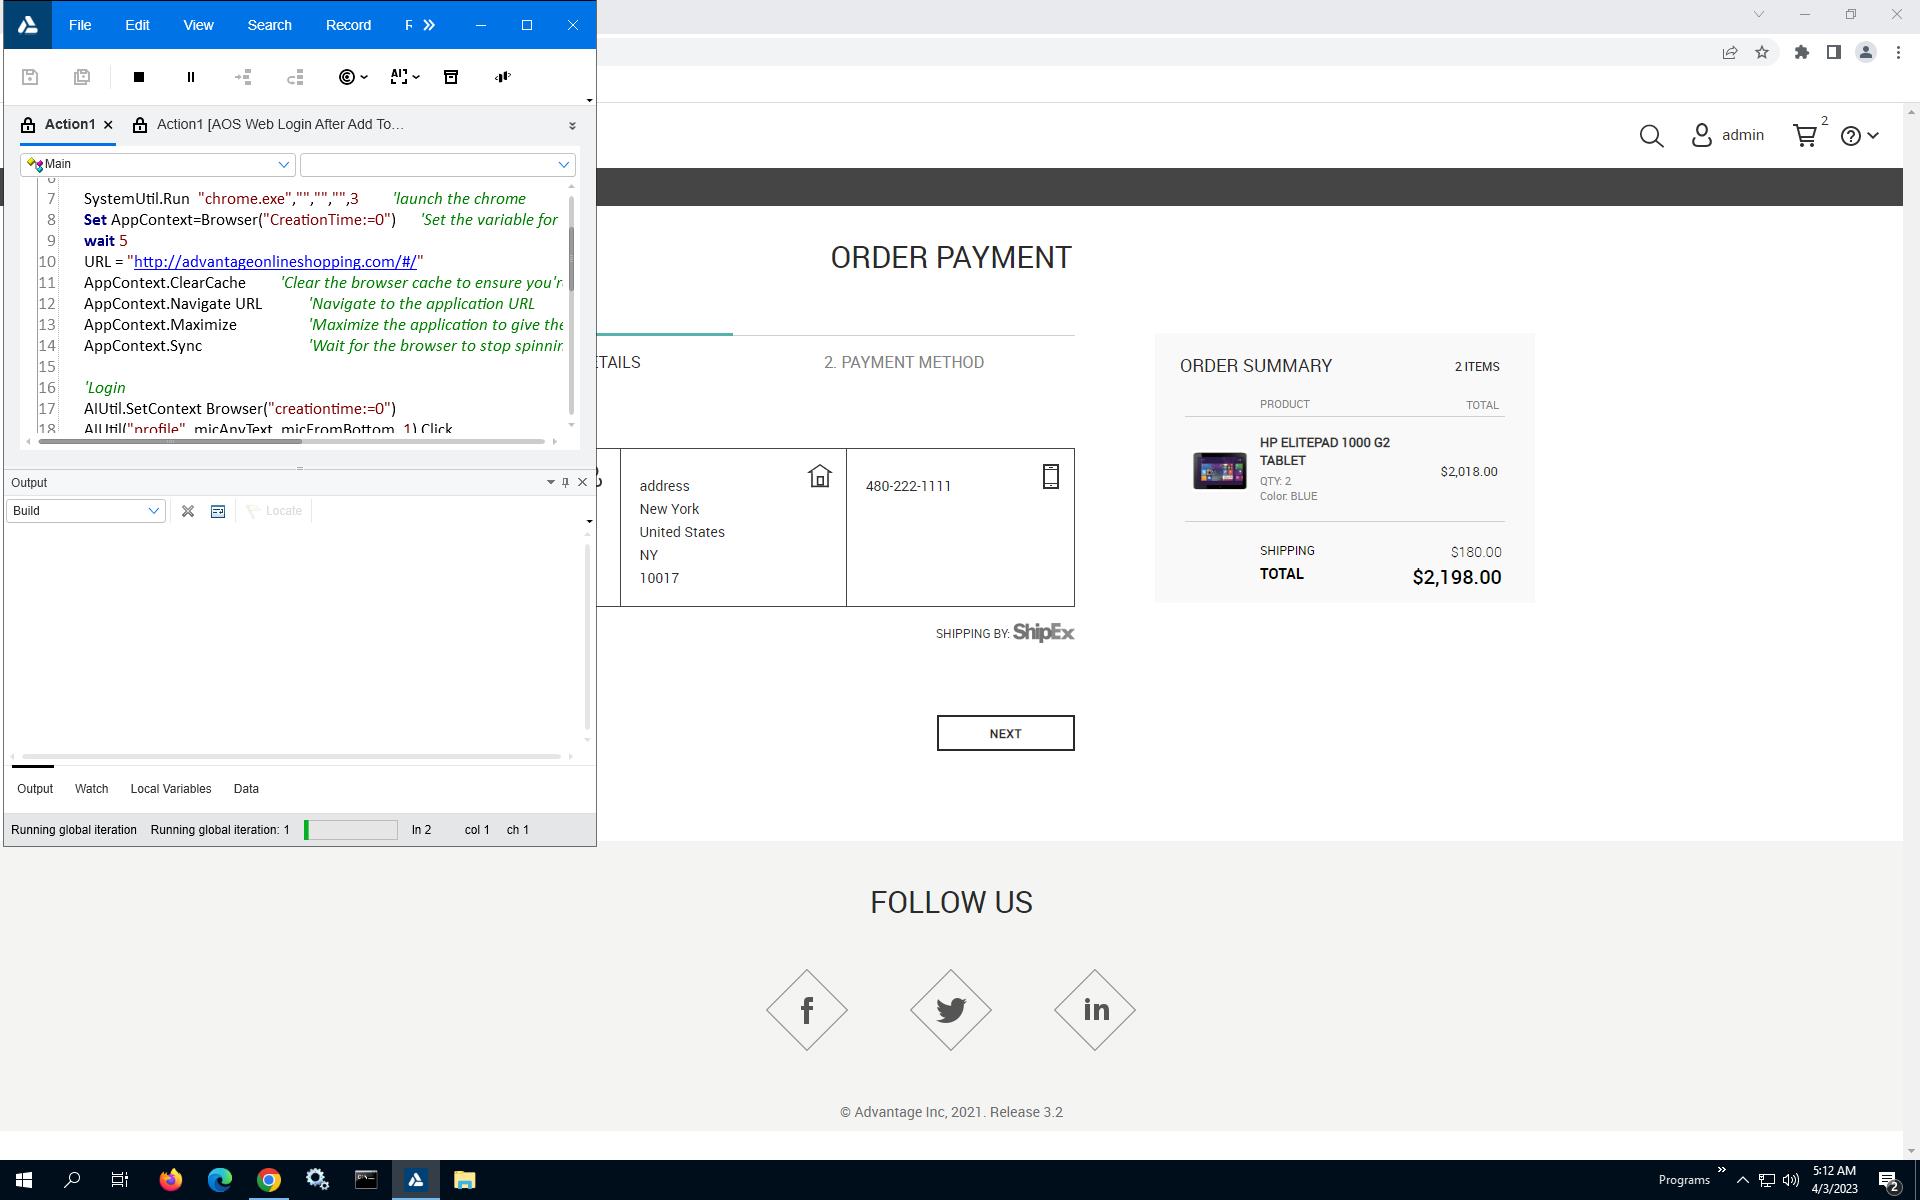 File Edit View Search Record
Action1 Action1 [AOS Web Login After Add To…
Main
7 SystemUtil.Run "chrome.exe","","","",3 'launch the chrome
8 Set AppContext=Browser("CreationTime:=0") 'Set the variable for
9 wait 5
10 URL = "http://advantageonlineshopping.com/#/"
11 AppContext.ClearCache 'Clear the browser cache to ensure you'r
12 AppContext.Navigate URL 'Navigate to the application URL
13 AppContext.Maximize 'Maximize the application to give the
14 AppContext.Sync 'Wait for the browser to stop spinnin
15
16 'Login
17 AIUtil.SetContext Browser("creationtime:=0")
18 AIUtil("profile", micAnyText, micFromBottom, 1).Click
Output
Build Locate
Output Watch Local Variables Data
Running global iteration Running global iteration: 1 ln 2 col 1 ch 1
admin 2
ORDER PAYMENT
ETAILS 2. PAYMENT METHOD
address
New York
United States
NY
10017
480-222-1111
SHIPPING BY: ShipEx
NEXT
ORDER SUMMARY 2 ITEMS
PRODUCT TOTAL
HP ELITEPAD 1000 G2
TABLET
QTY: 2
Color: BLUE
$2,018.00
SHIPPING $180.00
TOTAL $2,198.00
FOLLOW US
f in
© Advantage Inc, 2021. Release 3.2
Programs
5:12 AM
4/3/2023
2